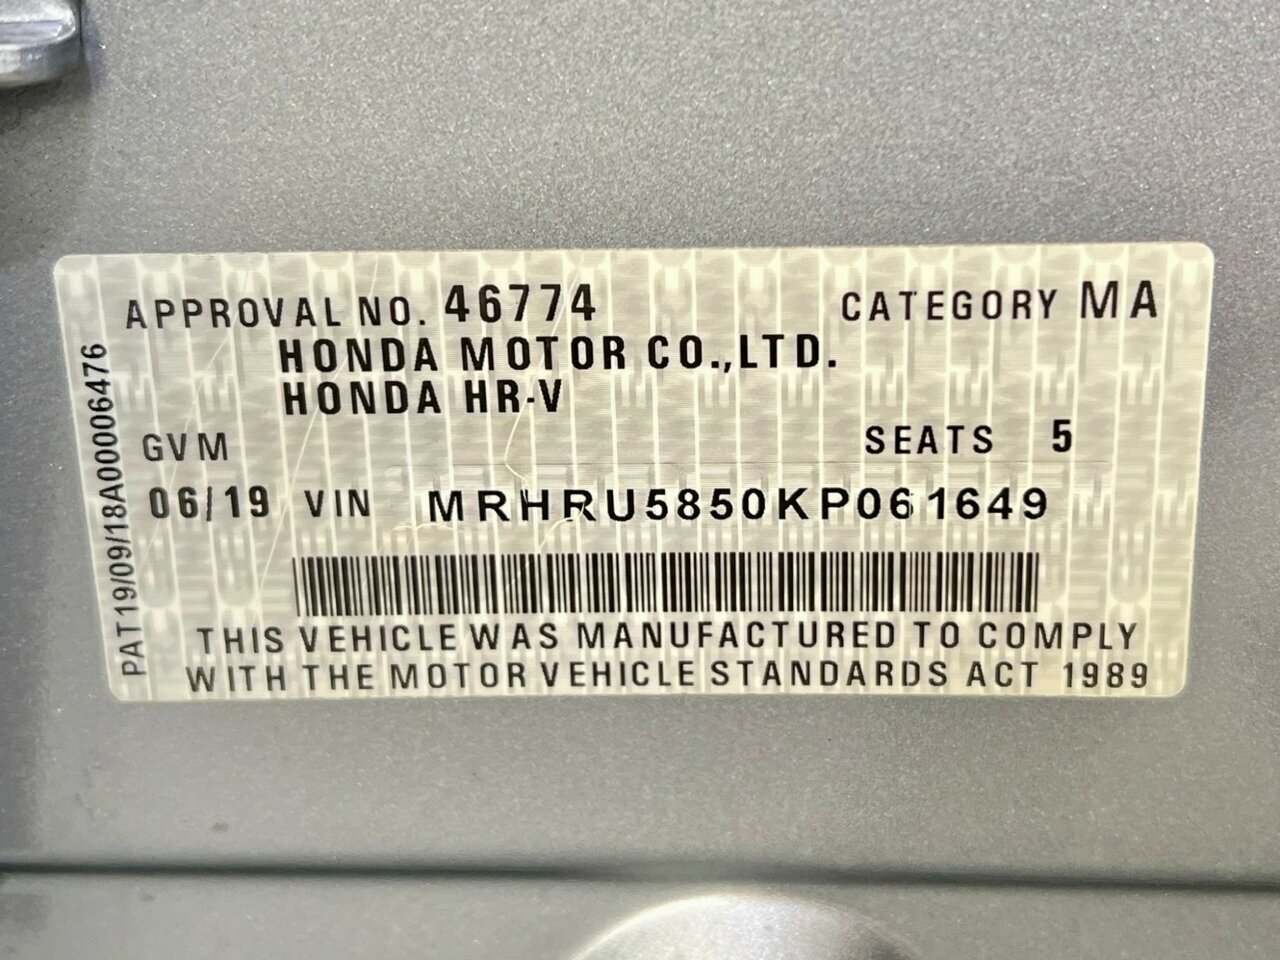 APPROVAL NO. 46774 CATEGORY MA
HONDA MOTOR CO.,LTD.
HONDA HR-V
GVM SEATS 5
06/19 VIN MRHRU5850KP061649
THIS VEHICLE WAS MANUFACTURED TO COMPLY
WITH THE MOTOR VEHICLE STANDARDS ACT 1989
PAT19/09/18A00006476